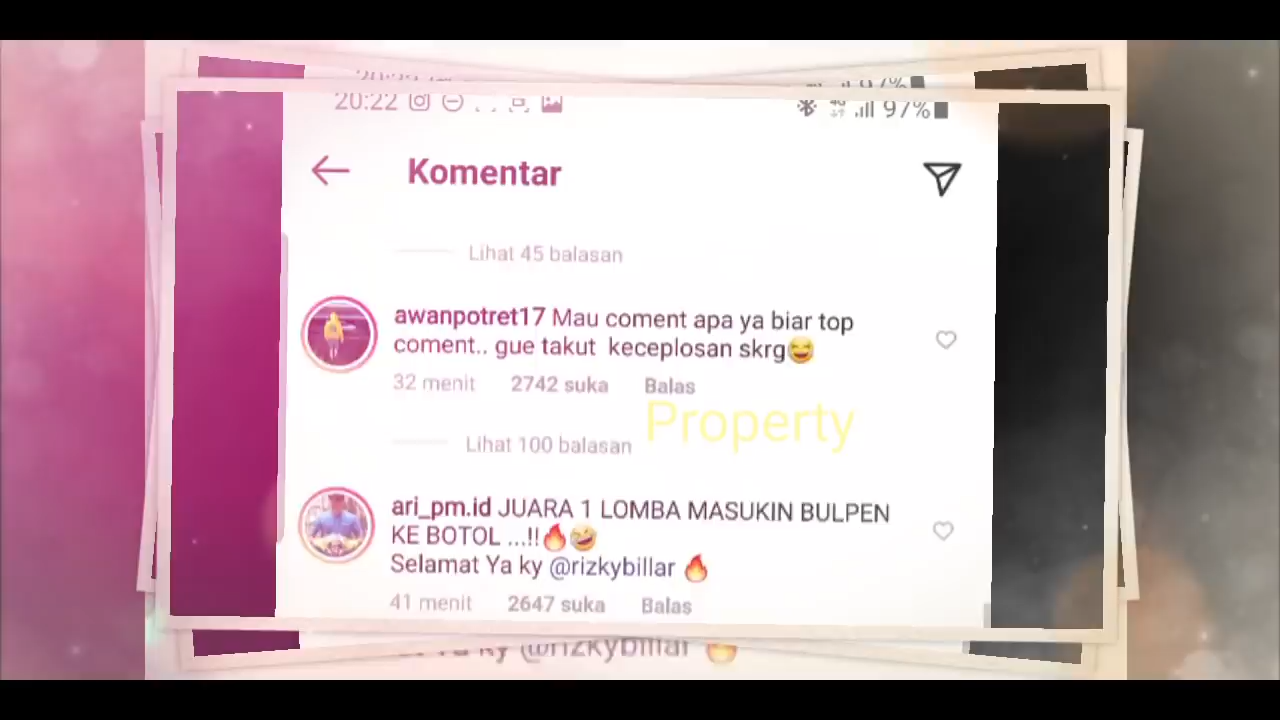 20:22 97%
Komentar
Lihat 45 balasan
awanpotret17 Mau coment apa ya biar top
coment.. gue takut keceplosan skrg😆
32 menit 2742 suka Balas
Property
Lihat 100 balasan
ari_pm.id JUARA 1 LOMBA MASUKIN BULPEN
KE BOTOL ...!!🔥🤣
Selamat Ya ky @rizkybillar 🔥
41 menit 2647 suka Balas
@rizkybillar 🔥